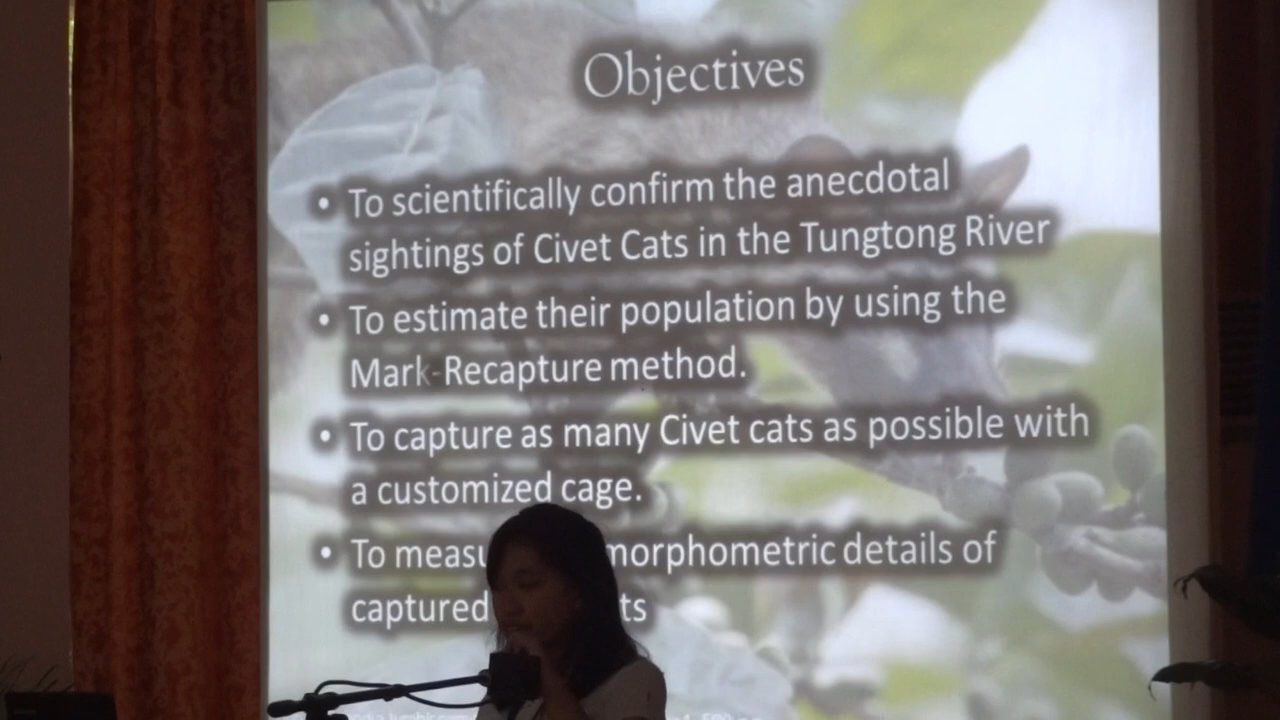 Objectives
• To scientifically confirm the anecdotal
sightings of Civet Cats in the Tungtong River
• To estimate their population by using the
Mark-Recapture method.
• To capture as many Civet cats as possible with
a customized cage.
• To morphometric details of
captured